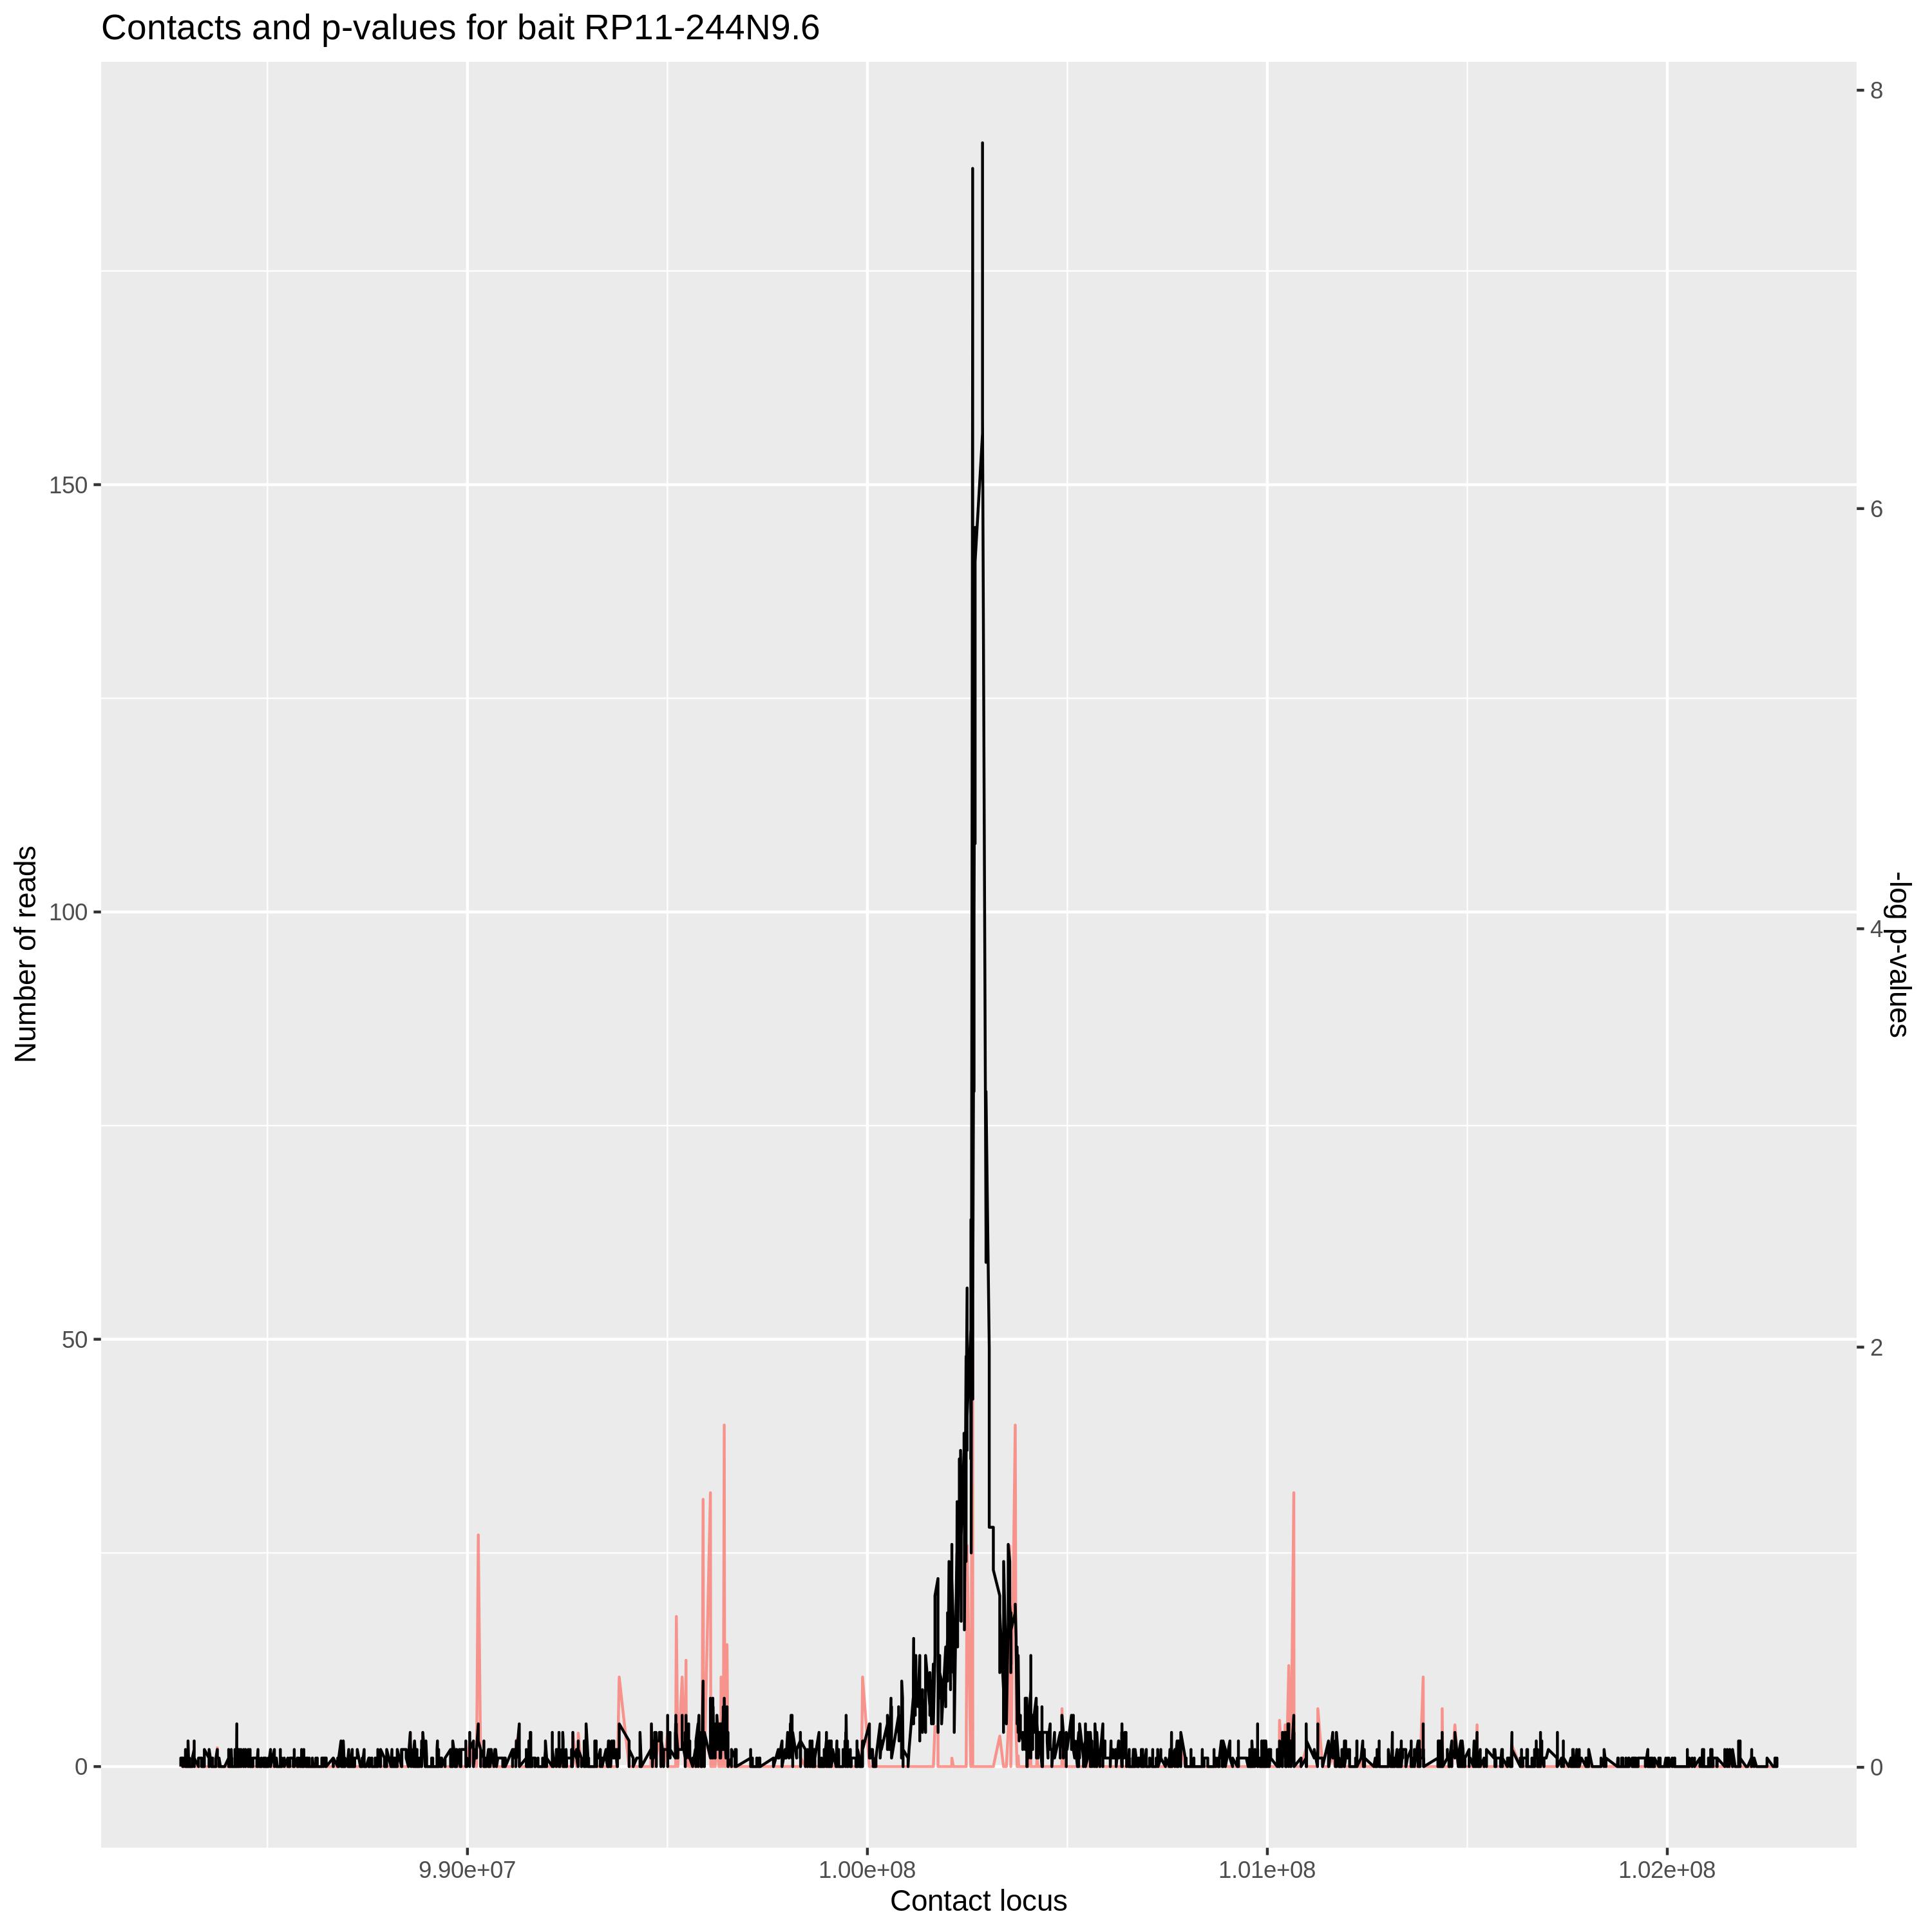 Contacts and p-values for bait RP11-244N9.6
8
150
6
100
4
Number of reads
-log p-values
50
2
0
0
9.90e+07
1.00e+08
1.01e+08
1.02e+08
Contact locus